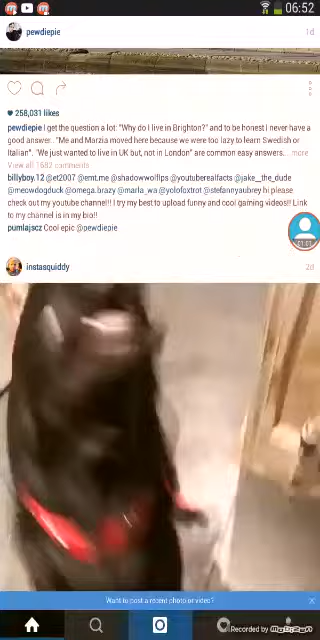 06:52
pewdiepie
1d
258,031 likes
pewdiepie I get the question a lot: "Why do I live in Brighton?" and to be honest I never have a
good answer.. "Me and Marzia moved here because we were too lazy to learn Swedish or
Italian". "We just wanted to live in UK but, not in London" are common easy answers... more
View all 1682 comments
billyboy.12 @et2007 @emt.me @shadowwolflps @youtuberealfacts @jake__the_dude
@meowdogduck @omega.brazy @marla_wa @yolofoxtrot @stefannyaubrey hi please
check out my youtube channel!!! I try my best to upload funny and cool gaming videos!! Link
to my channel is in my bio!!
pumlajscz Cool epic @pewdiepie
01:01
instasquiddy
2d
Want to post a recent photo or video?
Recorded by
Mobizen